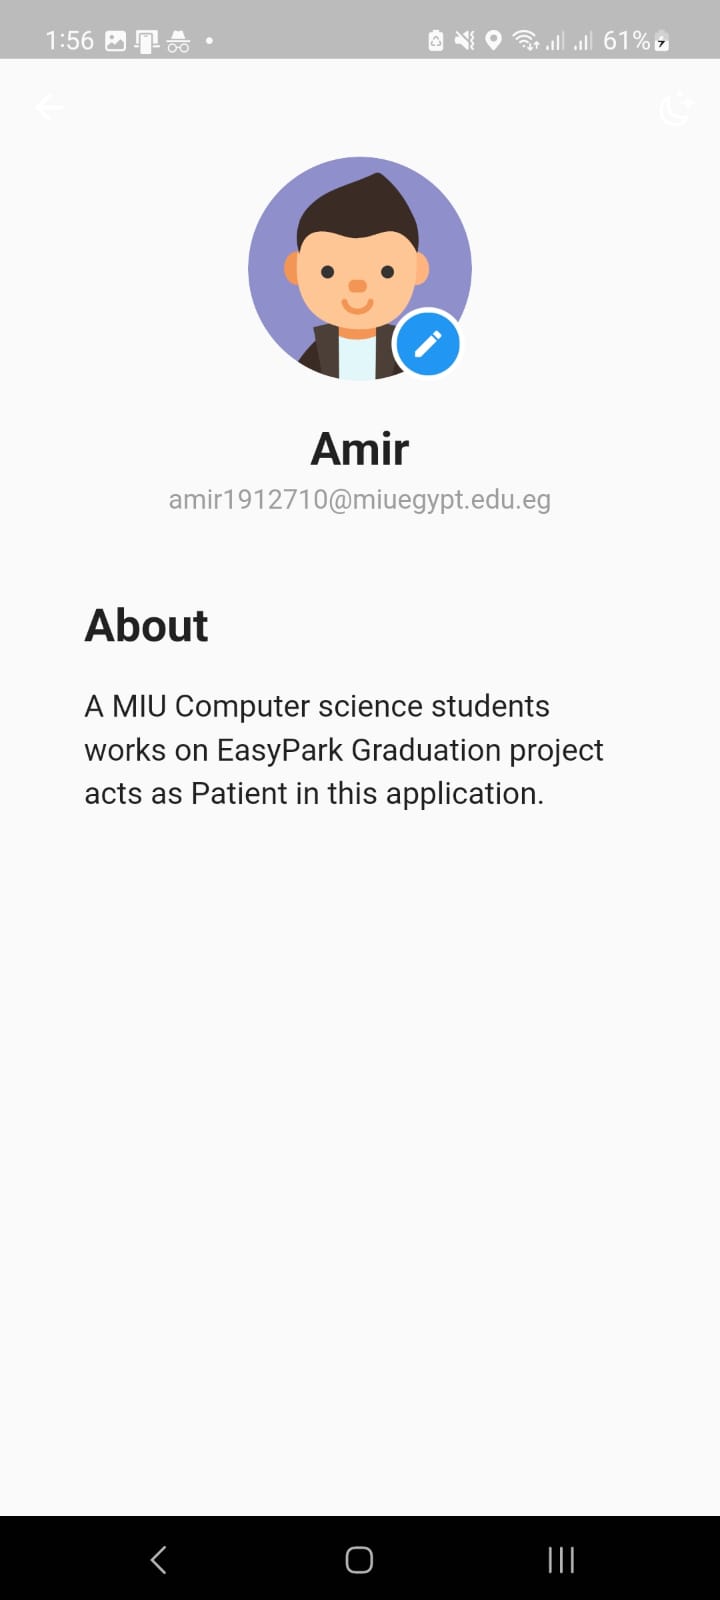 1:56 61%
Amir
amir1912710@miuegypt.edu.eg
About
A MIU Computer science students
works on EasyPark Graduation project
acts as Patient in this application.